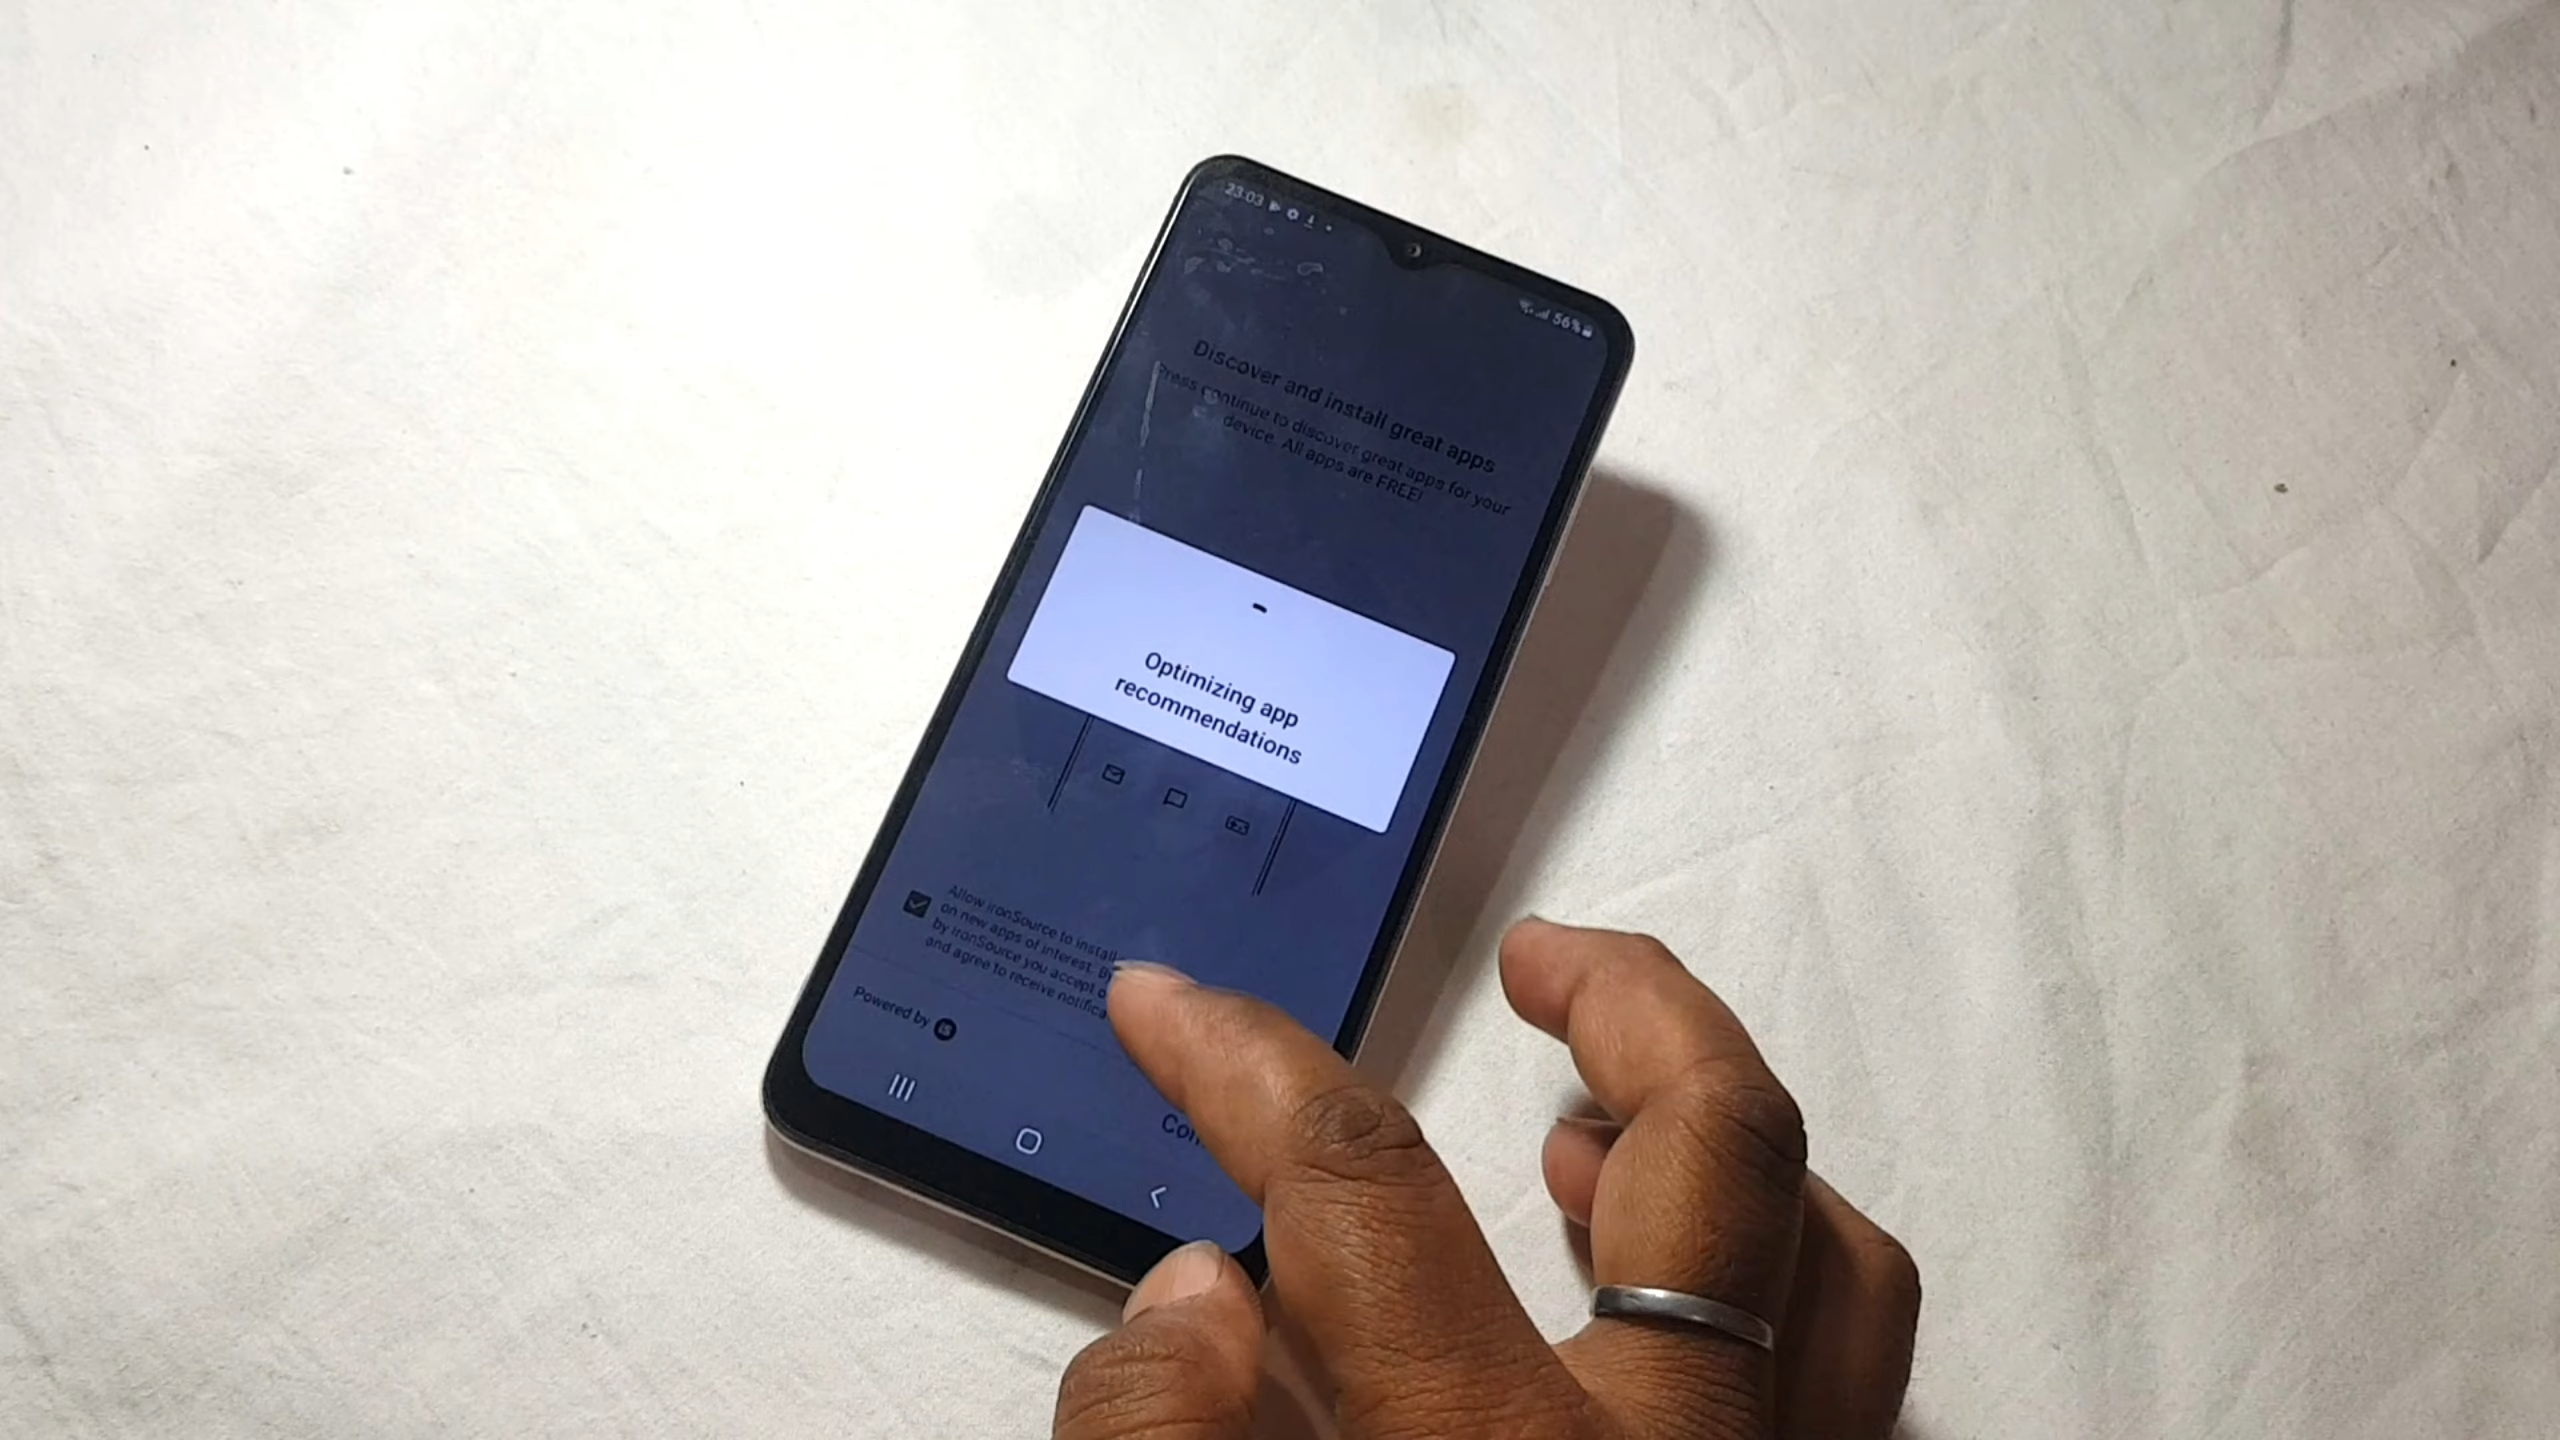 23:03
56%
Discover and install great apps
Press continue to discover great apps for your
device. All apps are FREE!
Optimizing app
recommendations
Allow ironSource to install
on new apps of interest. By
by ironSource you accept
and agree to receive
Powered by is